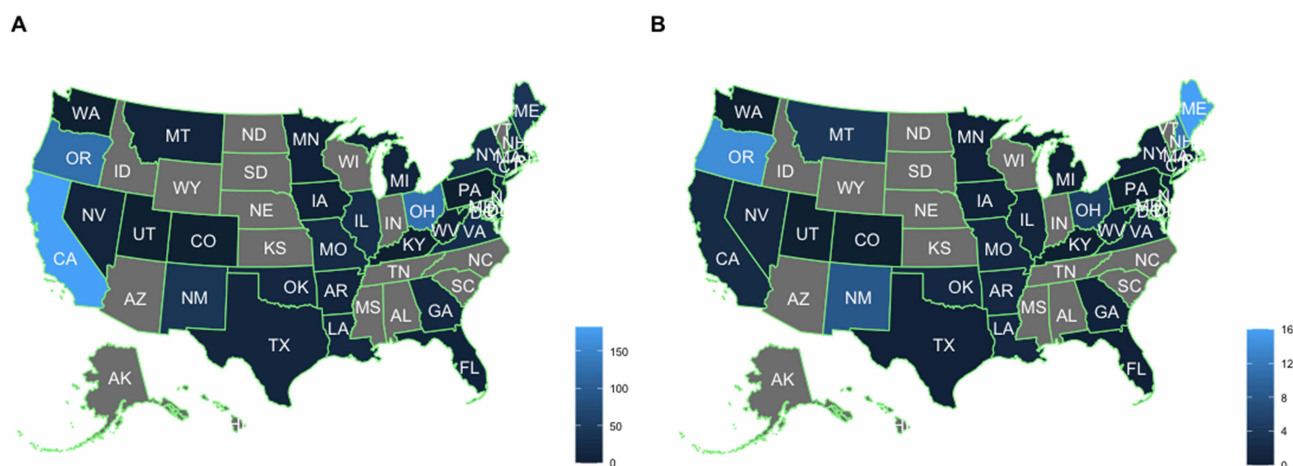 A
B
WA
MT
ND
MN
ME
OR
ID
SD
WI
MI
NY
NH
WY
IA
PA
NE
IL
IN
OH
NV
UT
CO
KS
MO
KY
WV
VA
CA
AZ
NM
OK
AR
TN
NC
SC
MS
AL
GA
TX
LA
FL
AK
150
100
50
0
WA
MT
ND
MN
ME
OR
ID
SD
WI
MI
NY
NH
WY
IA
PA
NE
IL
IN
OH
NV
UT
CO
KS
MO
KY
WV
VA
CA
AZ
NM
OK
AR
TN
NC
SC
MS
AL
GA
TX
LA
FL
AK
16
12
8
4
0